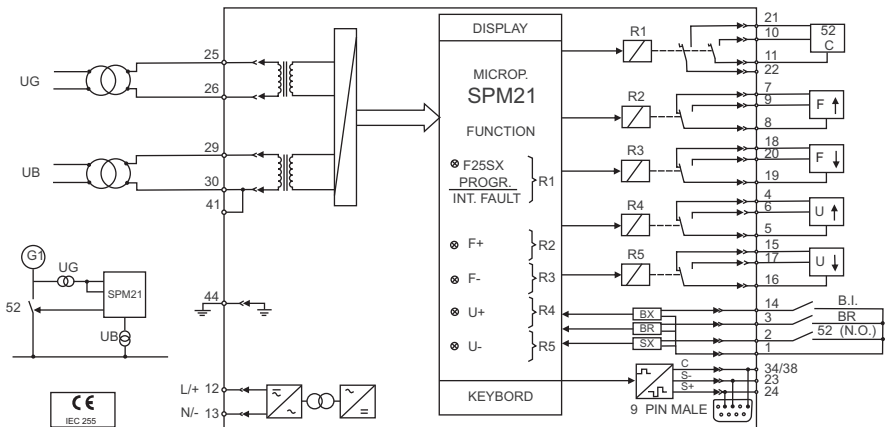 DISPLAY
MICROP.
SPM21
FUNCTION
F25SX
PROGR.
INT. FAULT
R1
F+
R2
F-
R3
U+
R4
U-
R5
KEYBORD
UG
25
26
UB
29
30
41
G1
UG
SPM21
52
UB
44
L/+ 12
N/- 13
CE
IEC 255
R1
21
10
52
C
11
22
R2
7
9
F
8
R3
18
20
F
19
R4
4
6
U
5
R5
15
17
U
16
BX
14
B.I.
BR
3
BR
SX
2
52 (N.O.)
1
C
34/38
S-
23
S+
24
9 PIN MALE